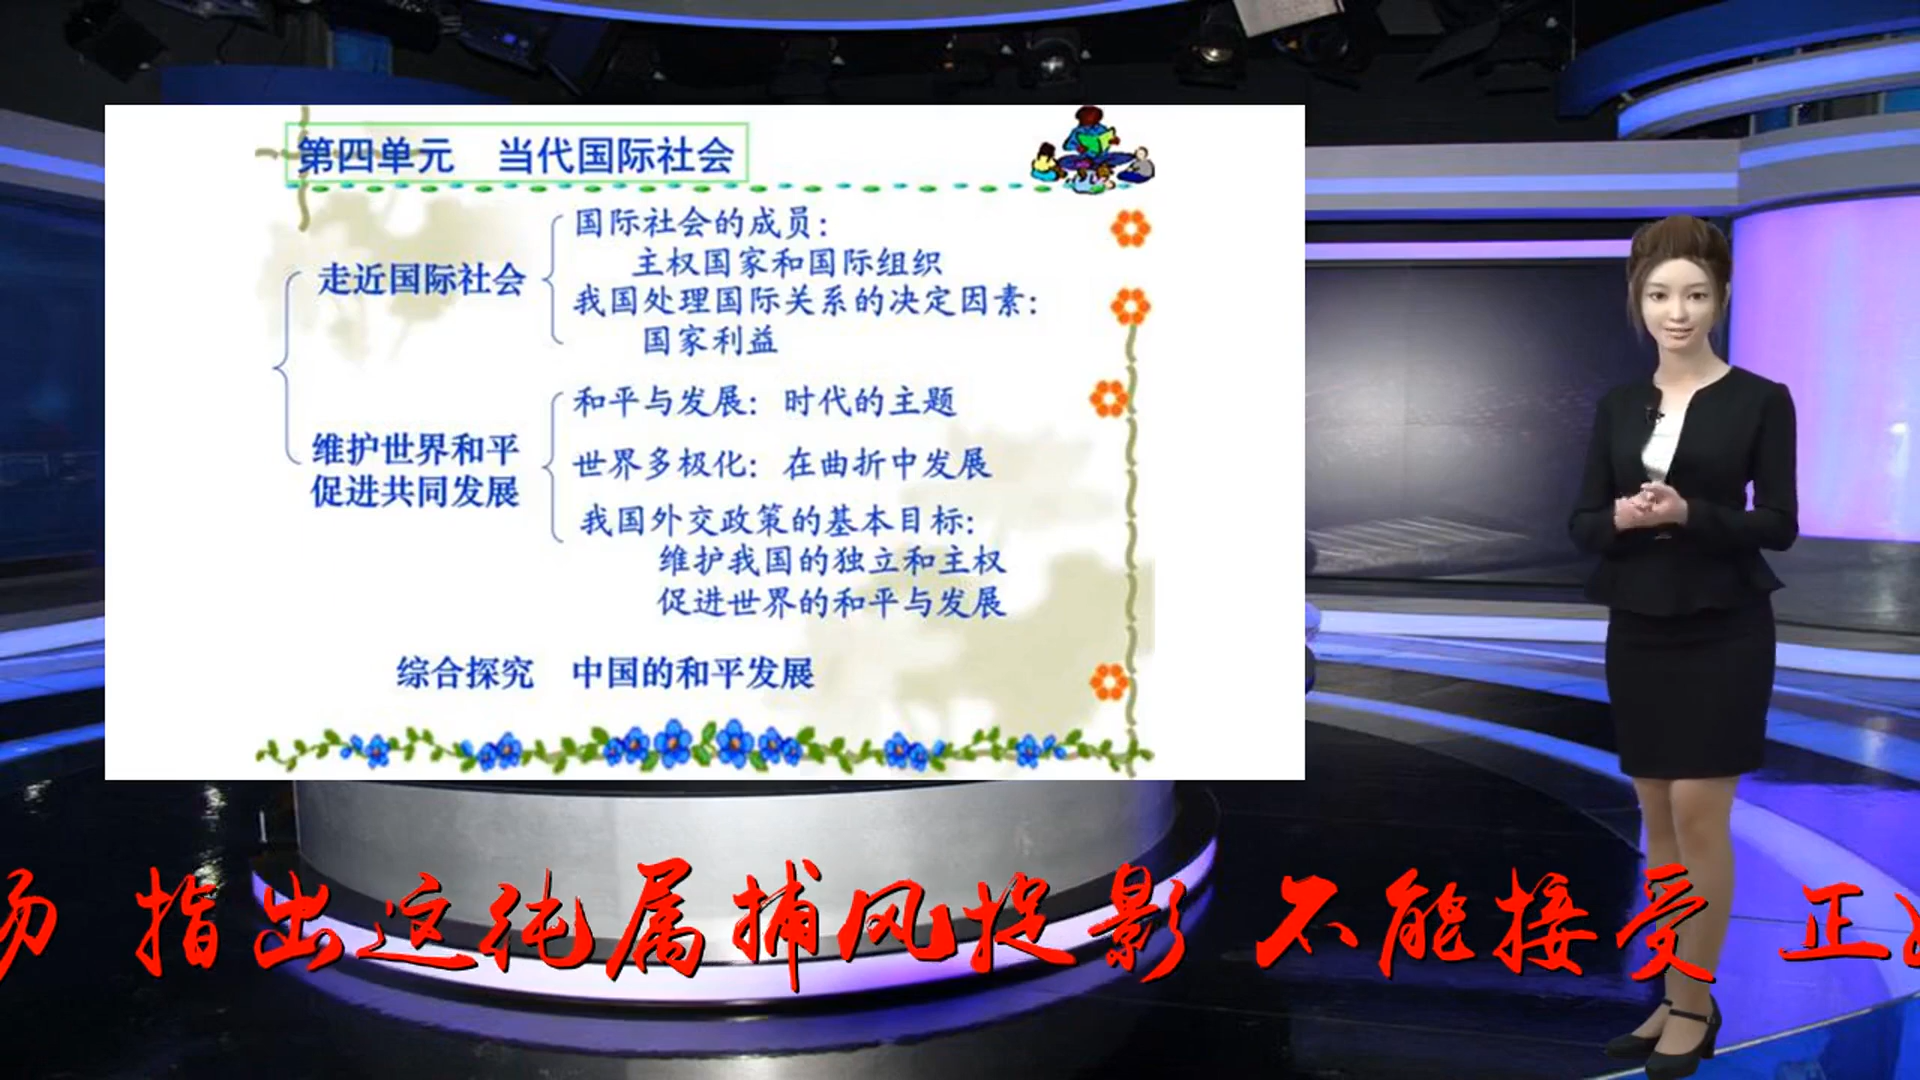 第四单元 当代国际社会
走近国际社会
国际社会的成员：
主权国家和国际组织
我国处理国际关系的决定因素：
国家利益
维护世界和平
促进共同发展
和平与发展：时代的主题
世界多极化：在曲折中发展
我国外交政策的基本目标：
维护我国的独立和主权
促进世界的和平与发展
综合探究 中国的和平发展
指出这纯属捕风捉影 不能接受 正